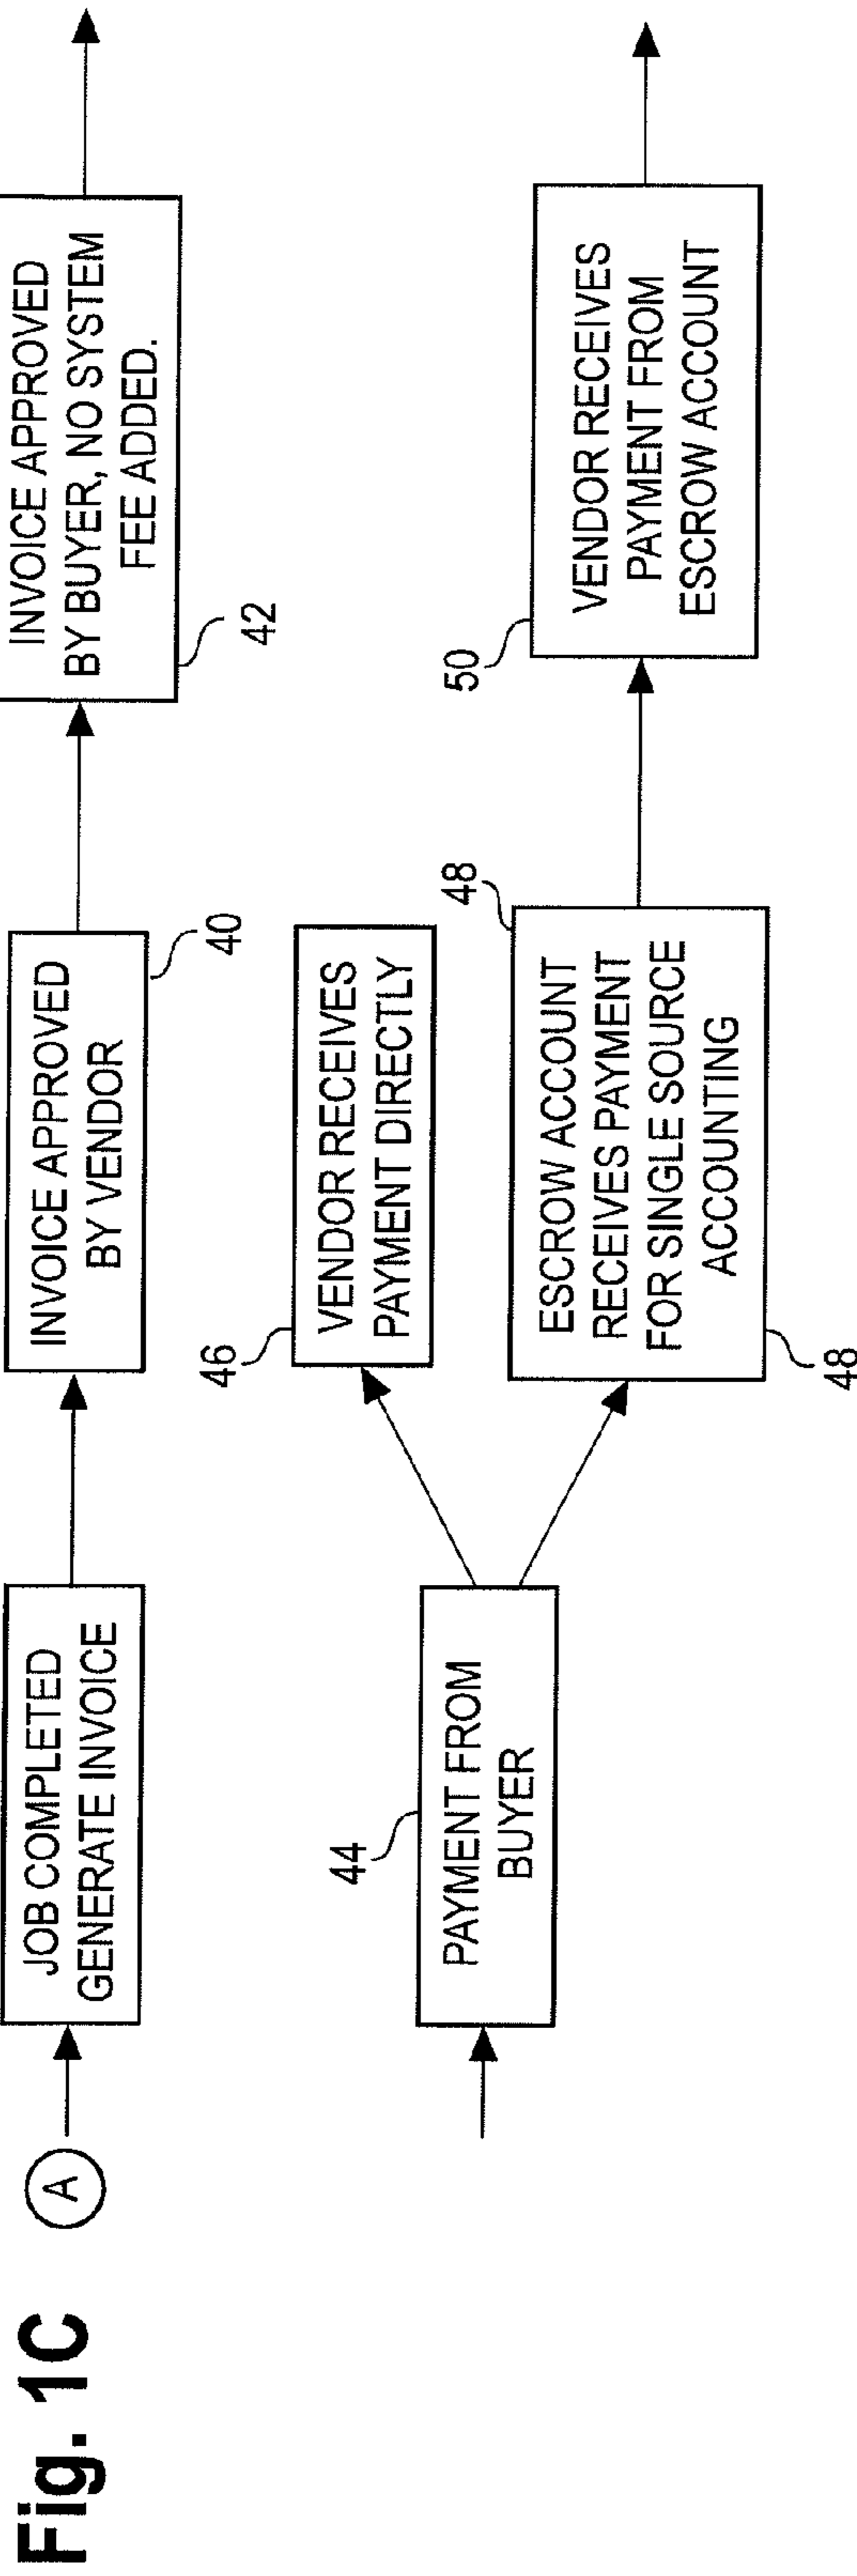 Fig. 1C
A
JOB COMPLETED
GENERATE INVOICE
INVOICE APPROVED
BY VENDOR
40
INVOICE APPROVED
BY BUYER, NO SYSTEM
FEE ADDED.
42
44
PAYMENT FROM
BUYER
46
VENDOR RECEIVES
PAYMENT DIRECTLY
48
ESCROW ACCOUNT
RECEIVES PAYMENT
FOR SINGLE SOURCE
ACCOUNTING
48
50
VENDOR RECEIVES
PAYMENT FROM
ESCROW ACCOUNT